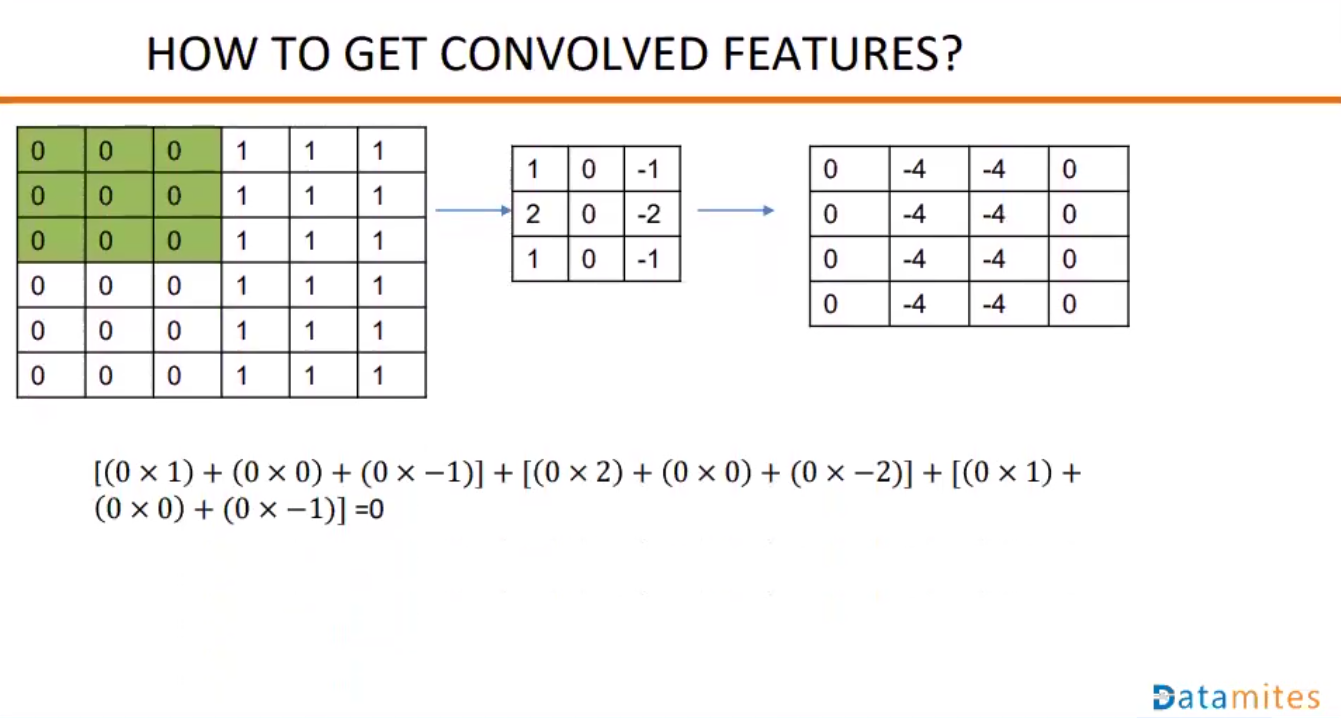 HOW TO GET CONVOLVED FEATURES?
0 0 0 1 1 1
0 0 0 1 1 1
0 0 0 1 1 1
0 0 0 1 1 1
0 0 0 1 1 1
0 0 0 1 1 1
1 0 -1
2 0 -2
1 0 -1
0 -4 -4 0
0 -4 -4 0
0 -4 -4 0
0 -4 -4 0
[(0 × 1) + (0 × 0) + (0 × −1)] + [(0 × 2) + (0 × 0) + (0 × −2)] + [(0 × 1) +
(0 × 0) + (0 × −1)] =0
Datamites